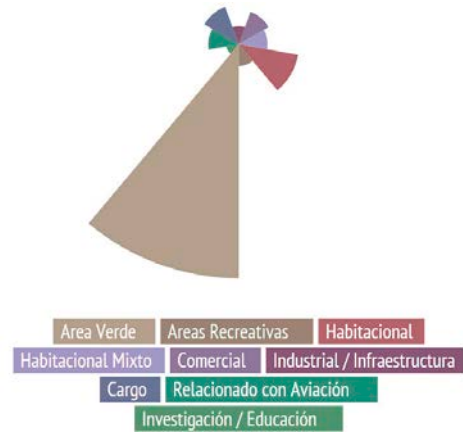 Area Verde Areas Recreativas Habitacional
Habitacional Mixto Comercial Industrial / Infraestructura
Cargo Relacionado con Aviación
Investigación / Educación